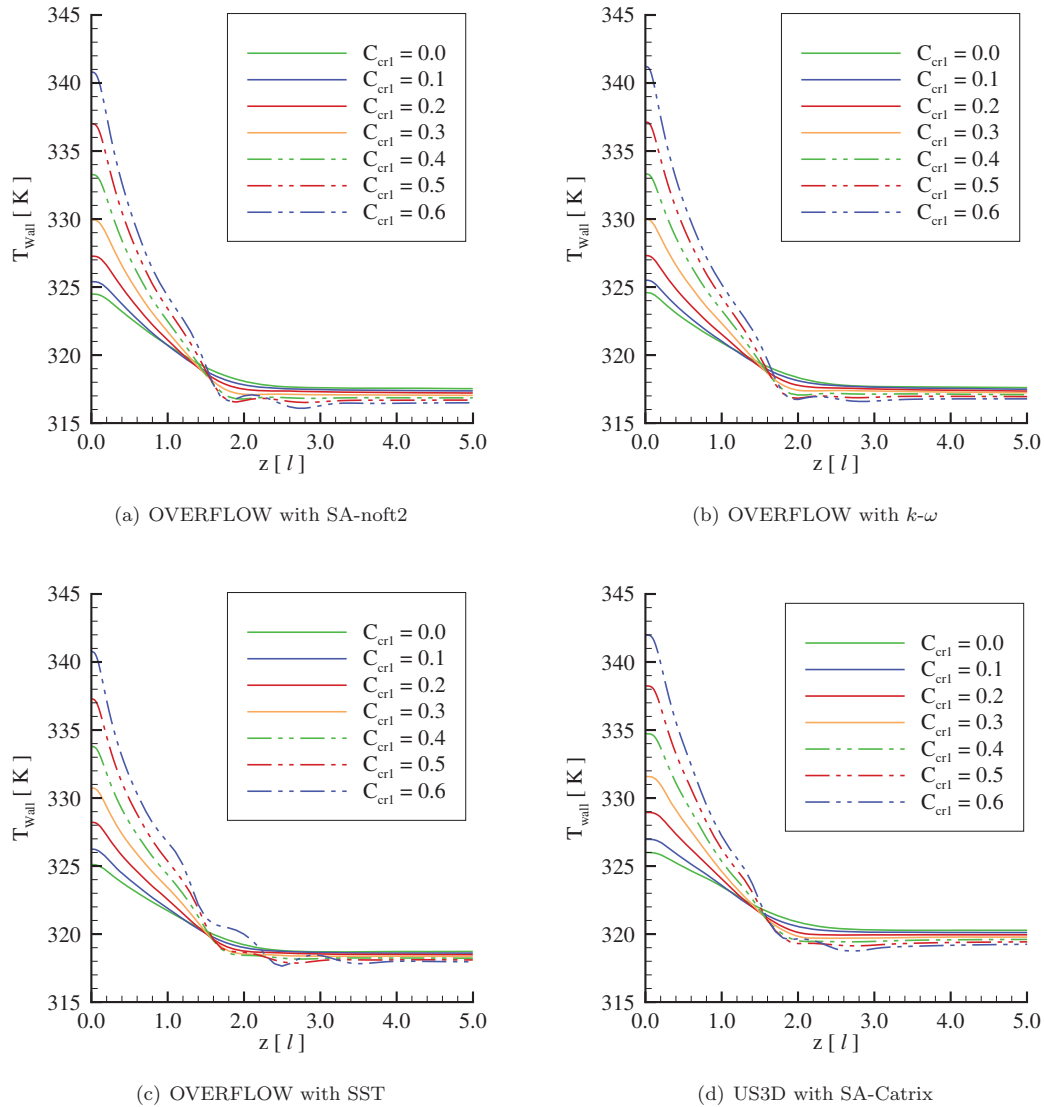 345
340
335
330
325
320
315
T_Wall [ K ]
C_cr1 = 0.0
C_cr1 = 0.1
C_cr1 = 0.2
C_cr1 = 0.3
C_cr1 = 0.4
C_cr1 = 0.5
C_cr1 = 0.6
0.0 1.0 2.0 3.0 4.0 5.0
z [ l ]
(a) OVERFLOW with SA-noft2
345
340
335
330
325
320
315
T_Wall [ K ]
C_cr1 = 0.0
C_cr1 = 0.1
C_cr1 = 0.2
C_cr1 = 0.3
C_cr1 = 0.4
C_cr1 = 0.5
C_cr1 = 0.6
0.0 1.0 2.0 3.0 4.0 5.0
z [ l ]
(b) OVERFLOW with k-ω
345
340
335
330
325
320
315
T_Wall [ K ]
C_cr1 = 0.0
C_cr1 = 0.1
C_cr1 = 0.2
C_cr1 = 0.3
C_cr1 = 0.4
C_cr1 = 0.5
C_cr1 = 0.6
0.0 1.0 2.0 3.0 4.0 5.0
z [ l ]
(c) OVERFLOW with SST
345
340
335
330
325
320
315
T_Wall [ K ]
C_cr1 = 0.0
C_cr1 = 0.1
C_cr1 = 0.2
C_cr1 = 0.3
C_cr1 = 0.4
C_cr1 = 0.5
C_cr1 = 0.6
0.0 1.0 2.0 3.0 4.0 5.0
z [ l ]
(d) US3D with SA-Catrix